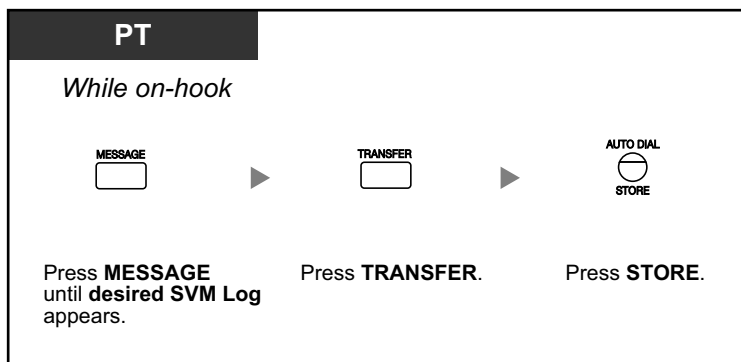 PT
While on-hook
MESSAGE
TRANSFER
AUTO DIAL
STORE
Press MESSAGE
until desired SVM Log
appears.
Press TRANSFER.
Press STORE.